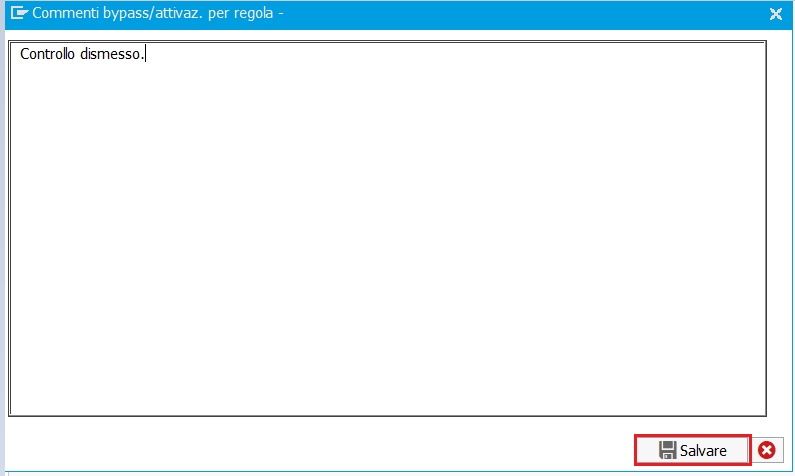 Commenti bypass/attivaz. per regola -
Controllo dismesso.
Salvare